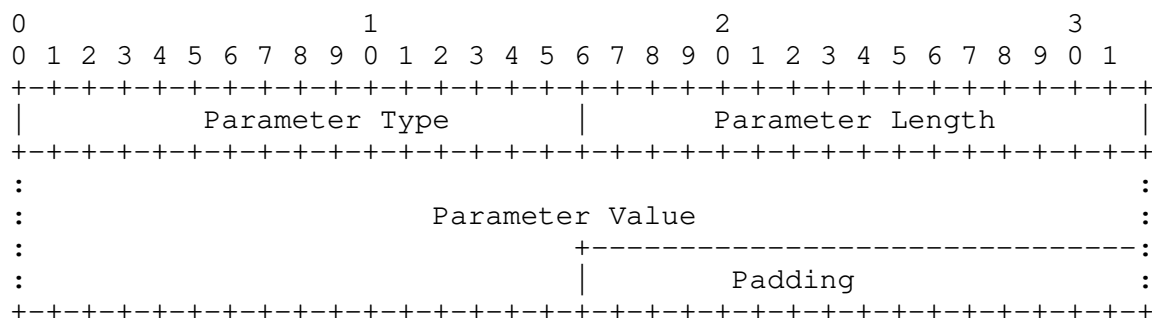 0                   1                   2                   3
0 1 2 3 4 5 6 7 8 9 0 1 2 3 4 5 6 7 8 9 0 1 2 3 4 5 6 7 8 9 0 1
+-+-+-+-+-+-+-+-+-+-+-+-+-+-+-+-+-+-+-+-+-+-+-+-+-+-+-+-+-+-+-+-+
|          Parameter Type       |       Parameter Length        |
+-+-+-+-+-+-+-+-+-+-+-+-+-+-+-+-+-+-+-+-+-+-+-+-+-+-+-+-+-+-+-+-+
:                                                               :
:                       Parameter Value                         :
:                               +-------------------------------:
:                               |        Padding                :
+-+-+-+-+-+-+-+-+-+-+-+-+-+-+-+-+-+-+-+-+-+-+-+-+-+-+-+-+-+-+-+-+